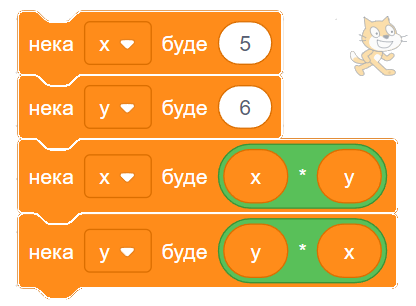 нека x буде 5
нека y буде 6
нека x буде x * y
нека y буде y * x